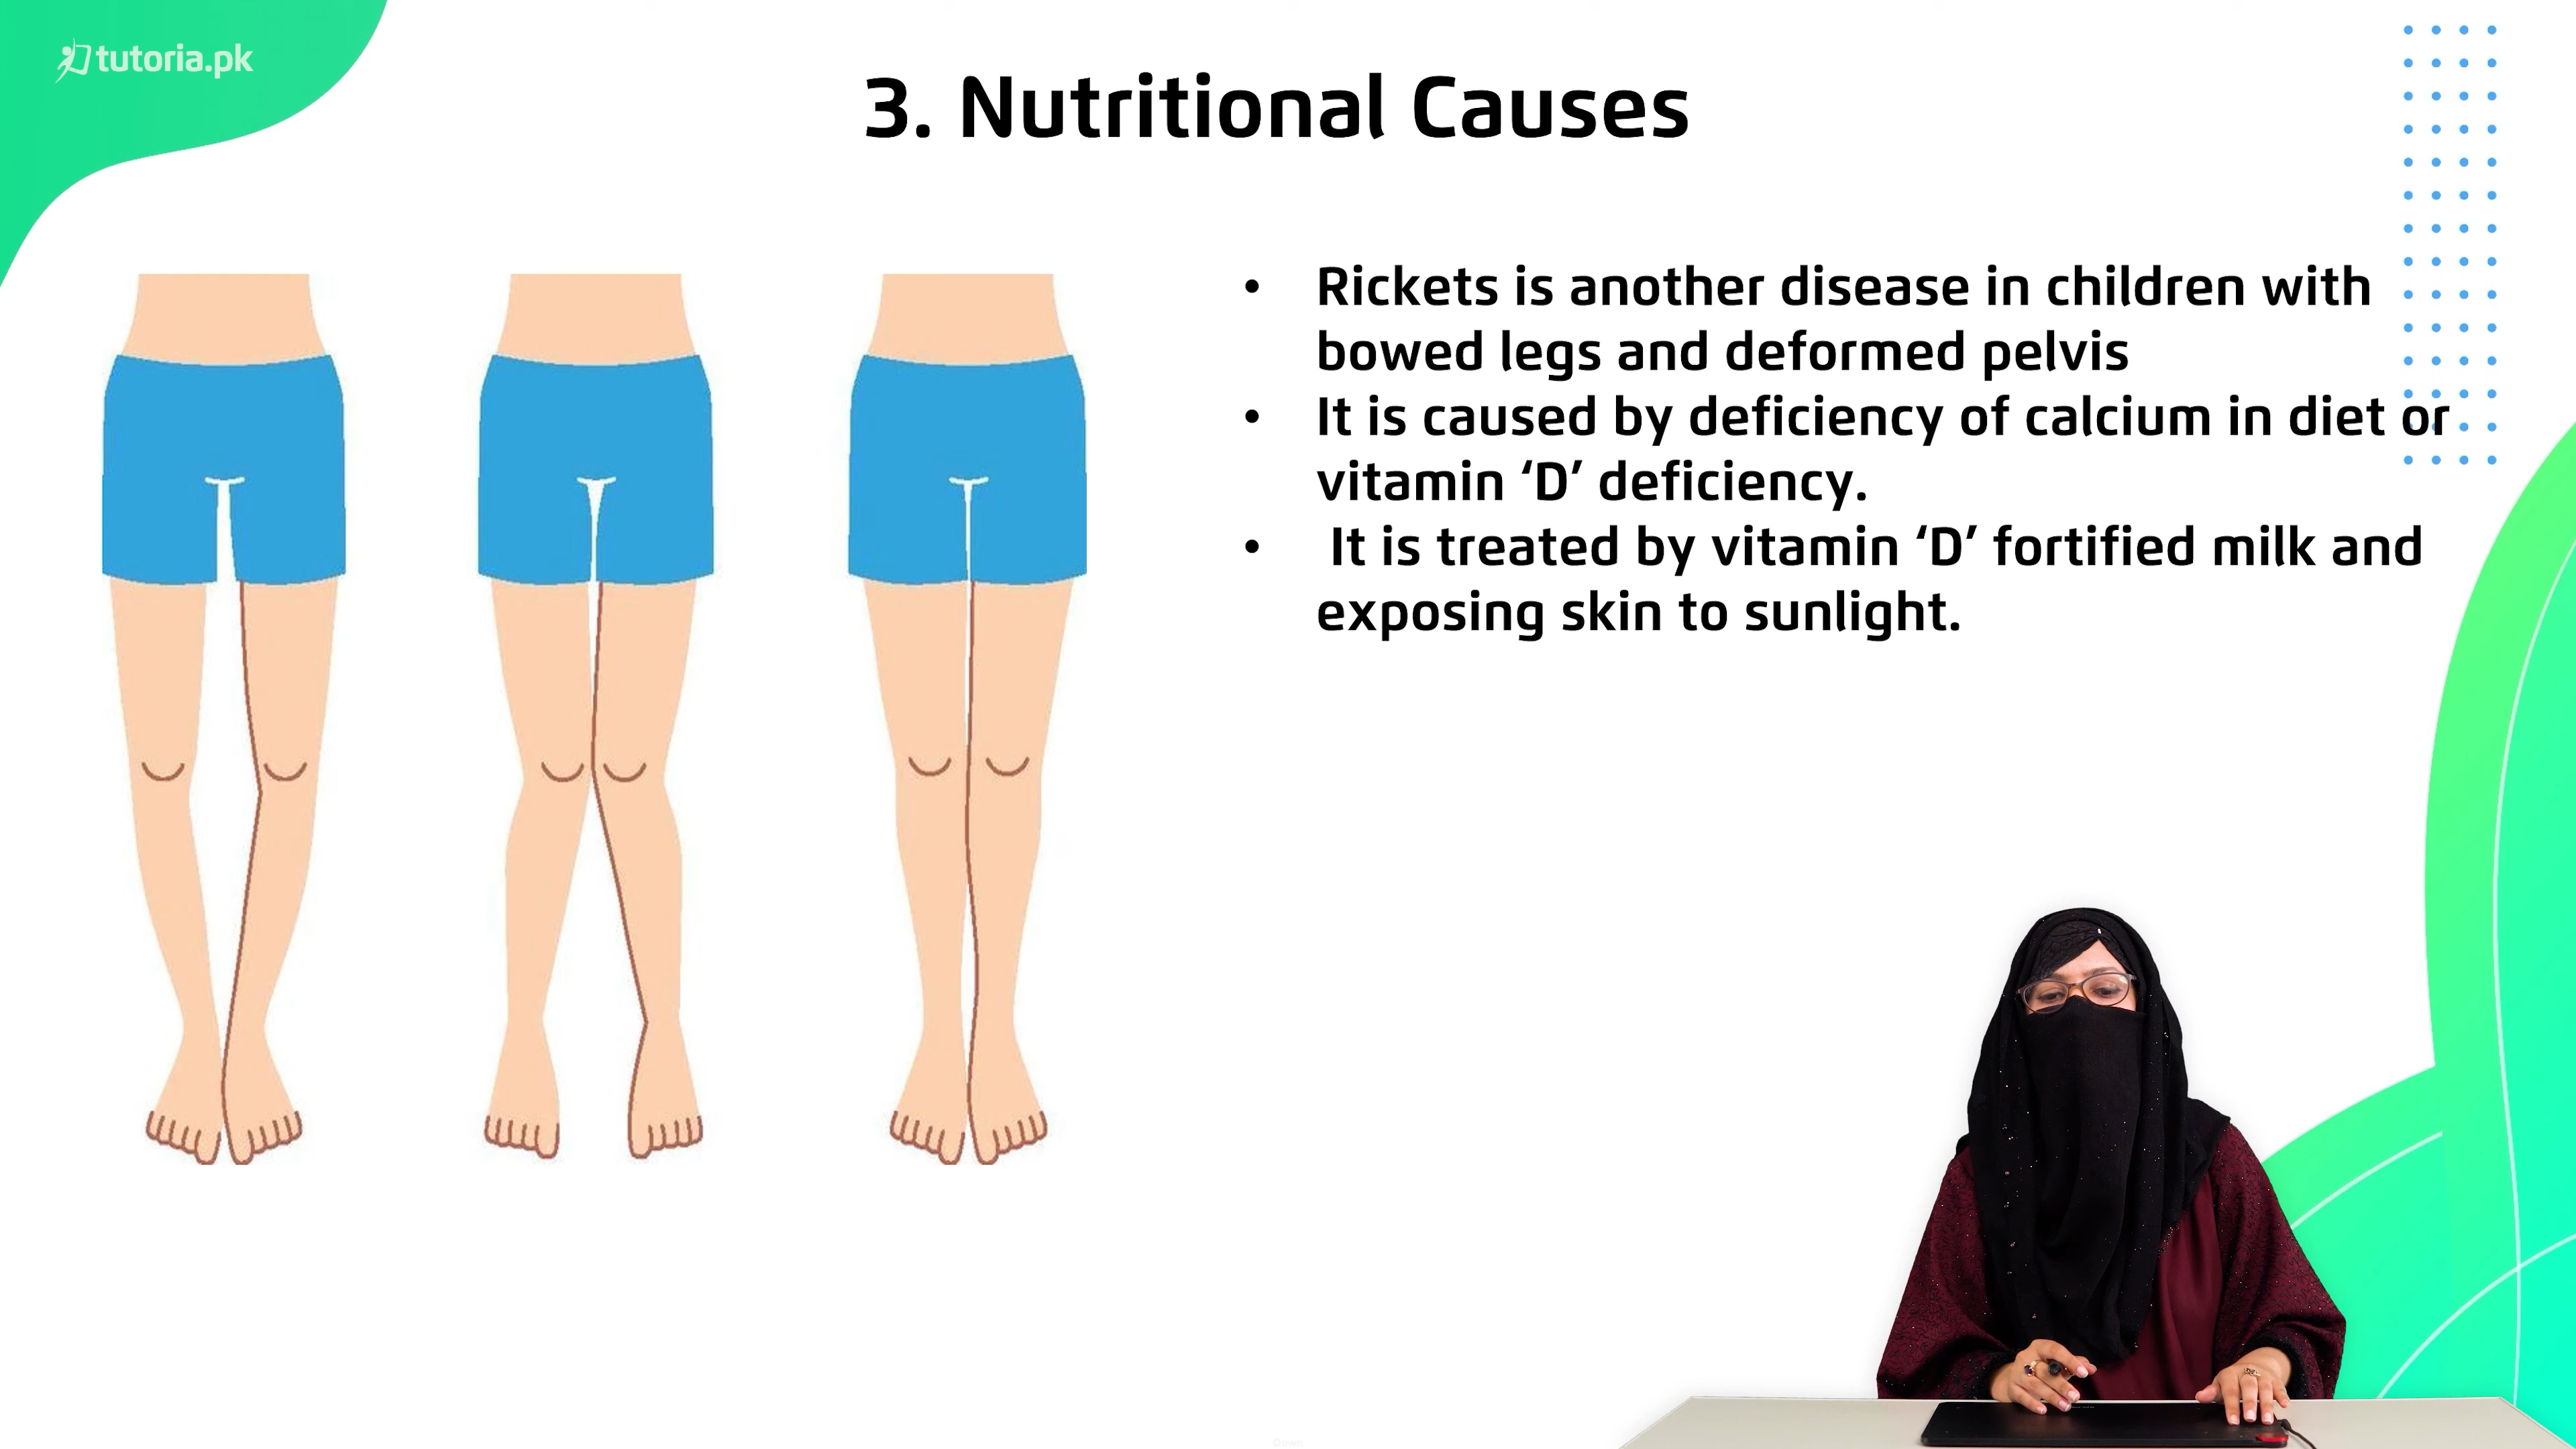 tutoria.pk
3. Nutritional Causes
• Rickets is another disease in children with
bowed legs and deformed pelvis
• It is caused by deficiency of calcium in diet or
vitamin ‘D’ deficiency.
• It is treated by vitamin ‘D’ fortified milk and
exposing skin to sunlight.